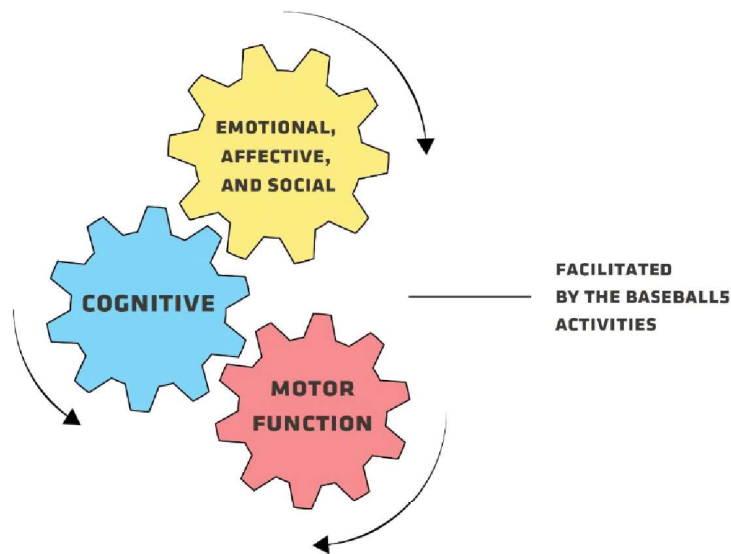 EMOTIONAL,
AFFECTIVE,
AND SOCIAL
COGNITIVE
MOTOR
FUNCTION
FACILITATED
BY THE BASEBALL5
ACTIVITIES